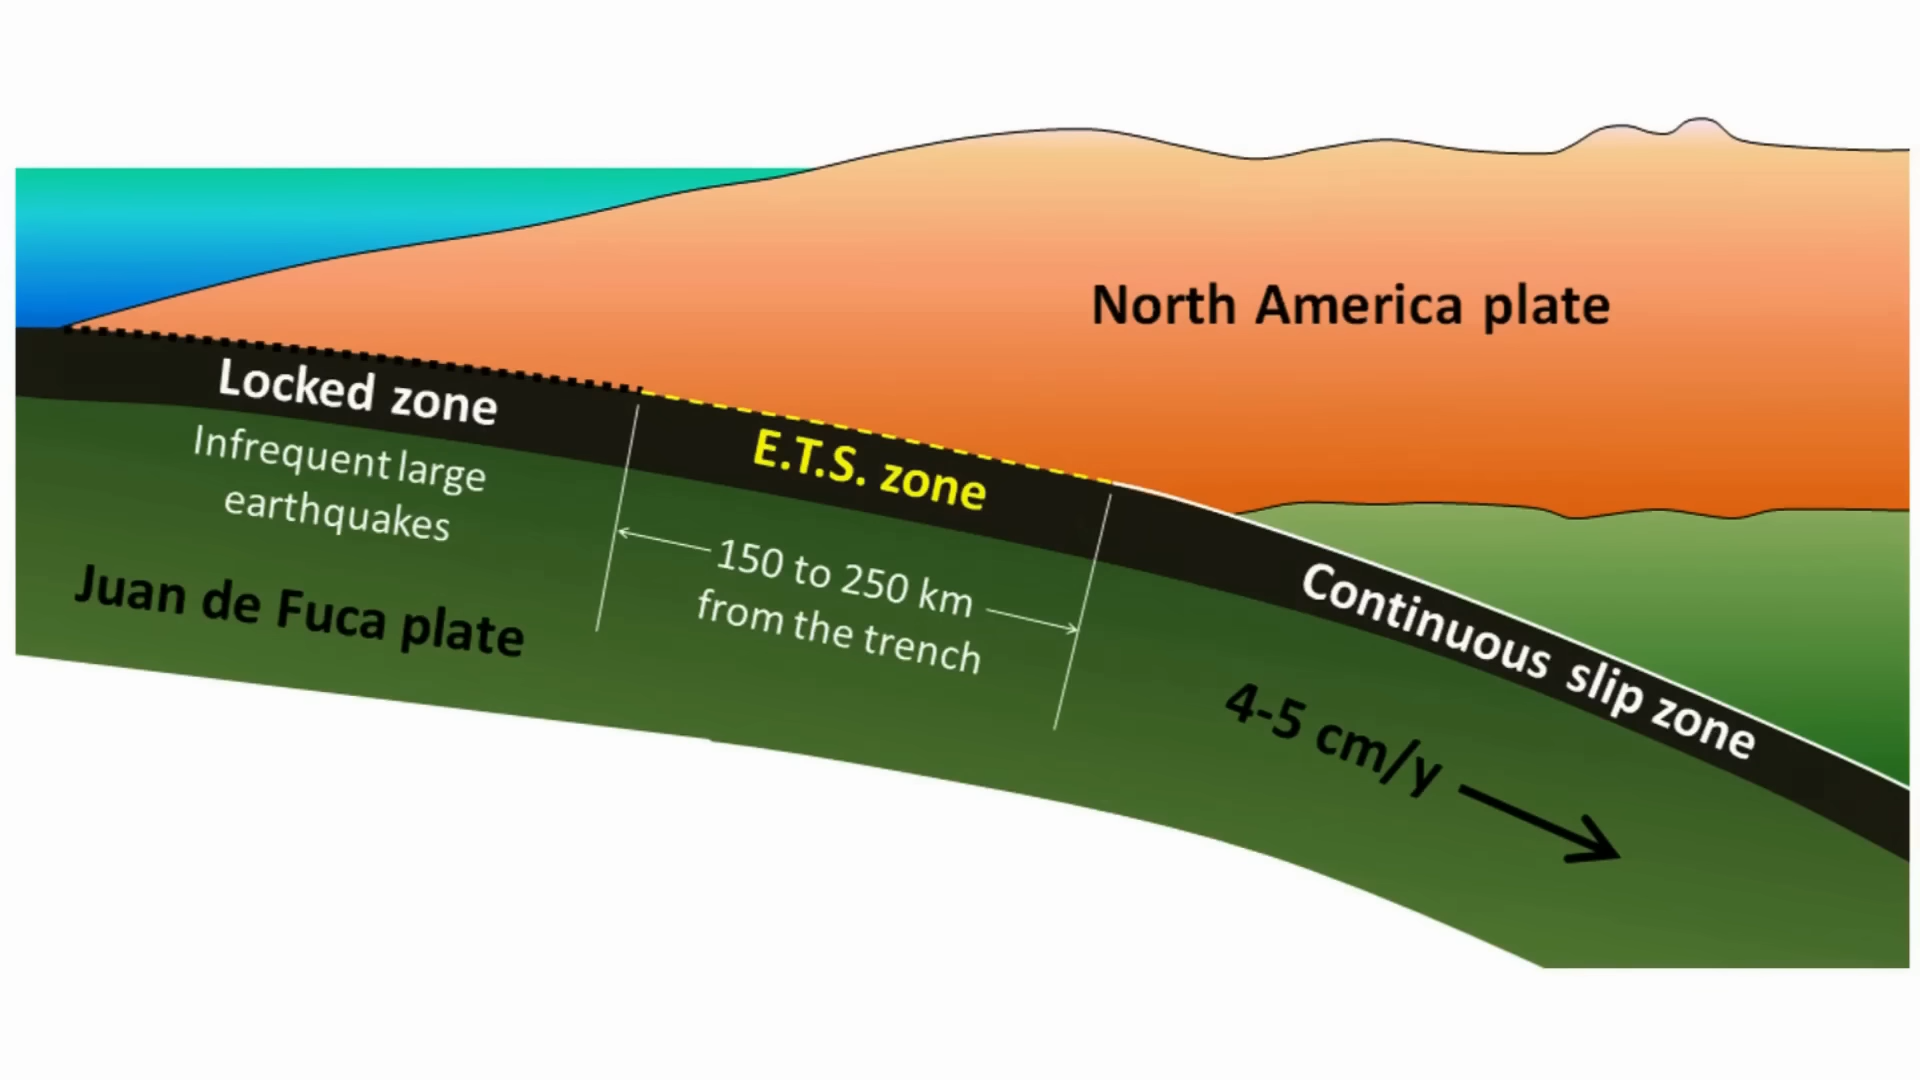 North America plate
Locked zone
Infrequent large
earthquakes
E.T.S. zone
150 to 250 km
from the trench
Juan de Fuca plate
Continuous slip zone
4-5 cm/y